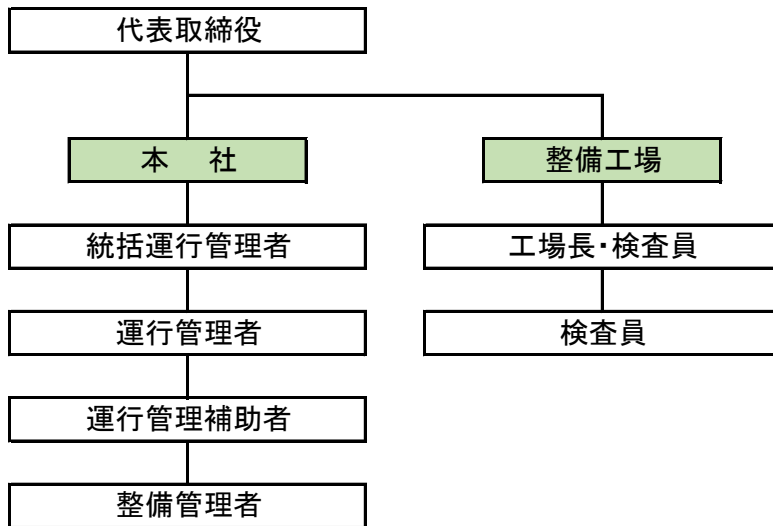 代表取締役
本　社
整備工場
統括運行管理者
工場長・検査員
運行管理者
検査員
運行管理補助者
整備管理者